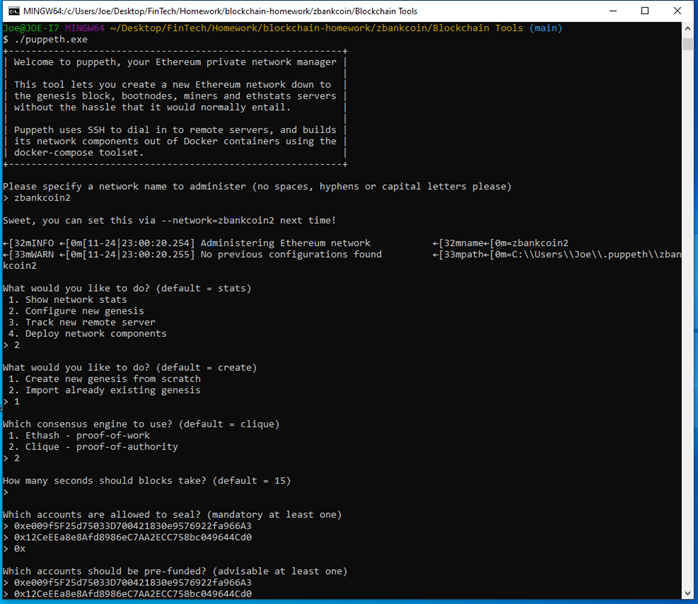 MINGW64:/c/Users/Joe/Desktop/FinTech/Homework/blockchain-homework/zbankcoin/Blockchain Tools
Joe@JOE-I7 MINGW64 ~/Desktop/FinTech/Homework/blockchain-homework/zbankcoin/Blockchain Tools (main)
$ ./puppeth.exe
+-----------------------------------------------------------+
| Welcome to puppeth, your Ethereum private network manager |
|                                                           |
| This tool lets you create a new Ethereum network down to  |
| the genesis block, bootnodes, miners and ethstats servers |
| without the hassle that it would normally entail.         |
|                                                           |
| Puppeth uses SSH to dial in to remote servers, and builds |
| its network components out of Docker containers using the |
| docker-compose toolset.                                   |
+-----------------------------------------------------------+
Please specify a network name to administer (no spaces, hyphens or capital letters please)
> zbankcoin2
Sweet, you can set this via --network=zbankcoin2 next time!
←[32mINFO ←[0m[11-24|23:00:20.254] Administering Ethereum network           ←[32mname←[0m=zbankcoin2
←[33mWARN ←[0m[11-24|23:00:20.255] No previous configurations found         ←[33mpath←[0m=C:\\Users\\Joe\\.puppeth\\zban
kcoin2
What would you like to do? (default = stats)
1. Show network stats
2. Configure new genesis
3. Track new remote server
4. Deploy network components
> 2
What would you like to do? (default = create)
1. Create new genesis from scratch
2. Import already existing genesis
> 1
Which consensus engine to use? (default = clique)
1. Ethash - proof-of-work
2. Clique - proof-of-authority
> 2
How many seconds should blocks take? (default = 15)
>
Which accounts are allowed to seal? (mandatory at least one)
> 0xe009f5F25d75033D700421830e9576922fa966A3
> 0x12CeEEa8e8Afd8986eC7AA2ECC758bc049644Cd0
> 0x
Which accounts should be pre-funded? (advisable at least one)
> 0xe009f5F25d75033D700421830e9576922fa966A3
> 0x12CeEEa8e8Afd8986eC7AA2ECC758bc049644Cd0